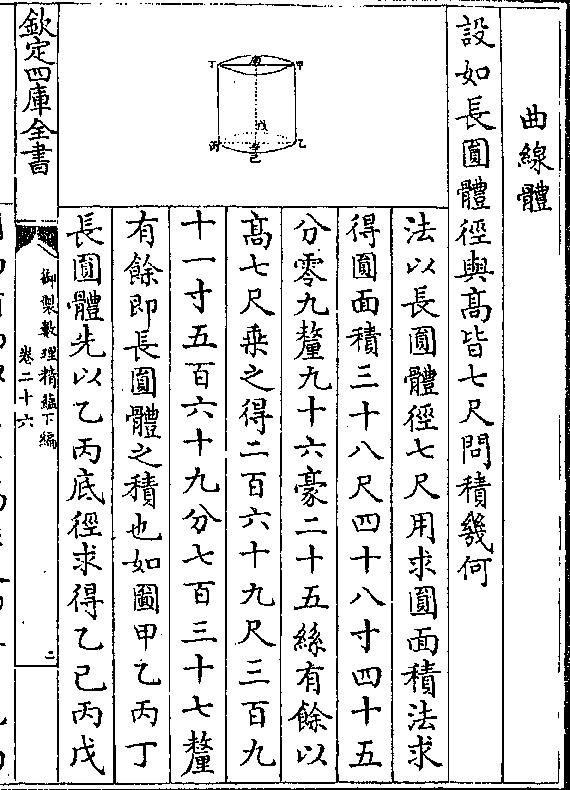 曲線體
設如長圓體徑與髙皆七尺問積幾何
法以長圓體徑七尺用求圓面積法求
得圓面積三十八尺四十八寸四十五
分零九釐九十六豪二十五絲有餘以
髙七尺乗之得二百六十九尺三百九
十一寸五百六十九分七百三十七釐
有餘即長圓體之積也如圖甲乙丙丁
長圓體先以乙丙底徑求得乙己丙戊
欽定四庫全書
御製數理精藴下編
卷二十六
二
丁
甲
戊
丙
乙
己